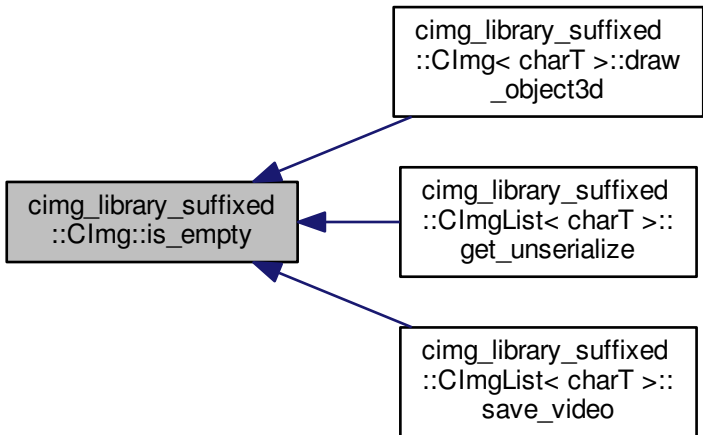 cimg_library_suffixed
::CImg< charT >::draw
_object3d
cimg_library_suffixed
::CImg::is_empty
cimg_library_suffixed
::CImgList< charT >::
get_unserialize
cimg_library_suffixed
::CImgList< charT >::
save_video